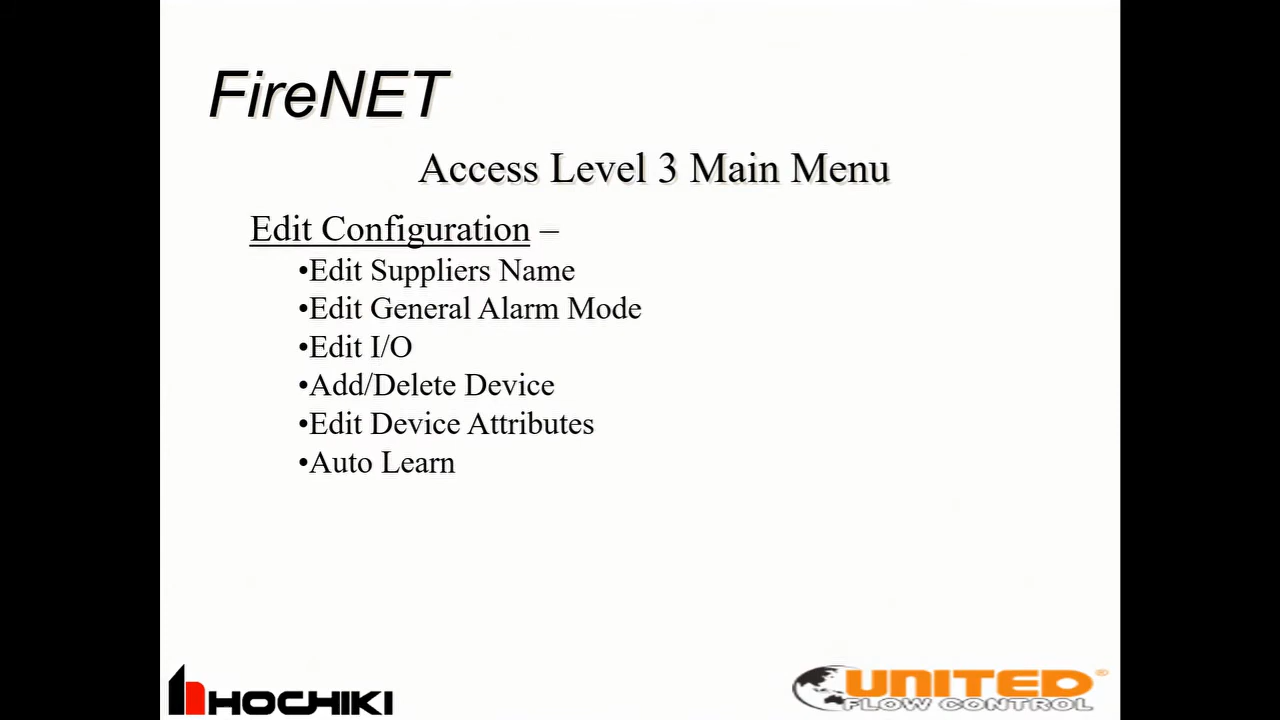 FireNET
Access Level 3 Main Menu
Edit Configuration –
•Edit Suppliers Name
•Edit General Alarm Mode
•Edit I/O
•Add/Delete Device
•Edit Device Attributes
•Auto Learn
HOCHIKI
UNITED®
FLOW CONTROL